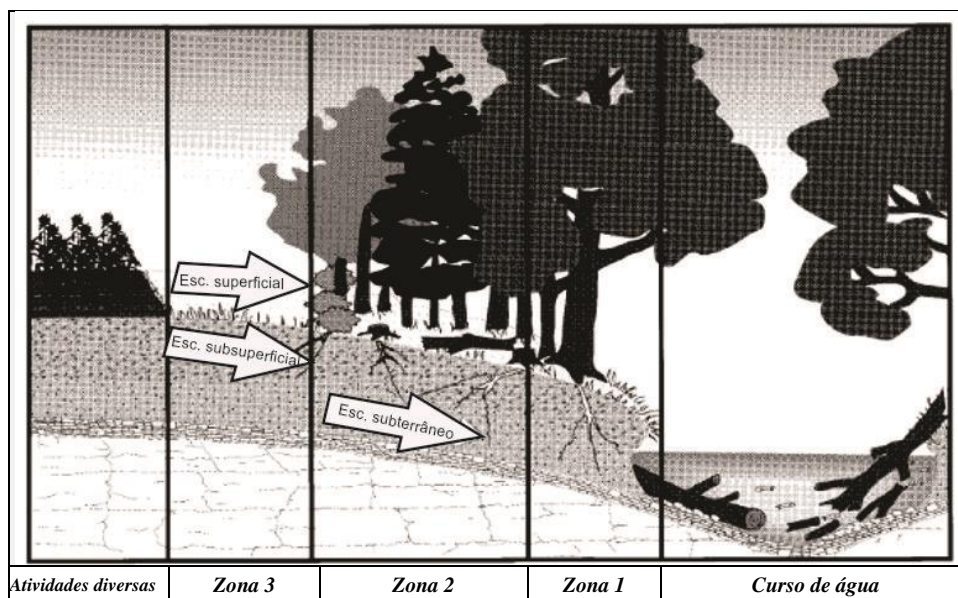 Esc. superficial
Esc. subsuperficial
Esc. subterrâneo
Atividades diversas Zona 3 Zona 2 Zona 1 Curso de água